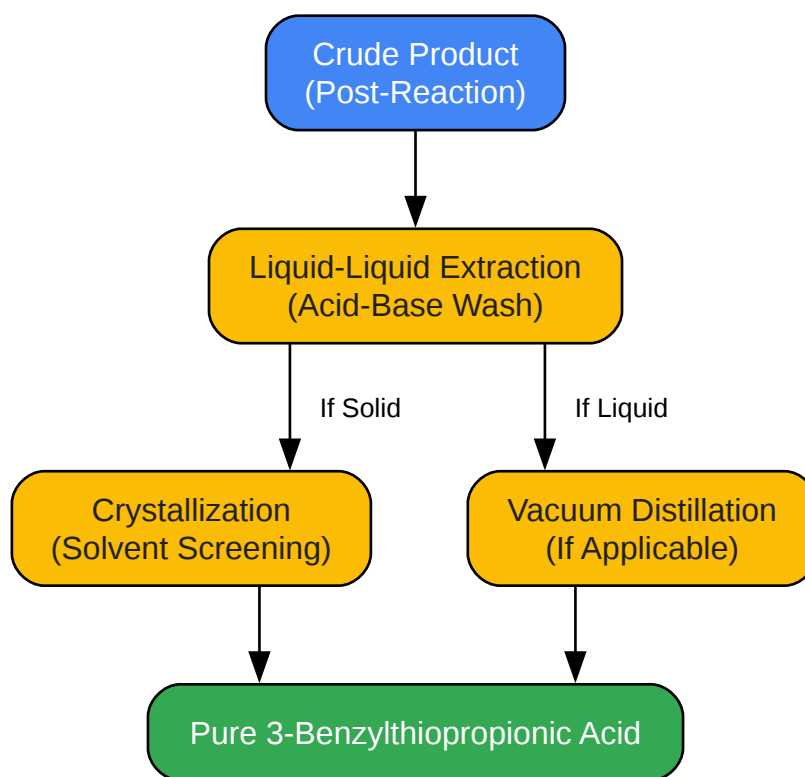 Crude Product
(Post-Reaction)
Liquid-Liquid Extraction
(Acid-Base Wash)
If Solid
If Liquid
Crystallization
(Solvent Screening)
Vacuum Distillation
(If Applicable)
Pure 3-Benzylthiopropionic Acid